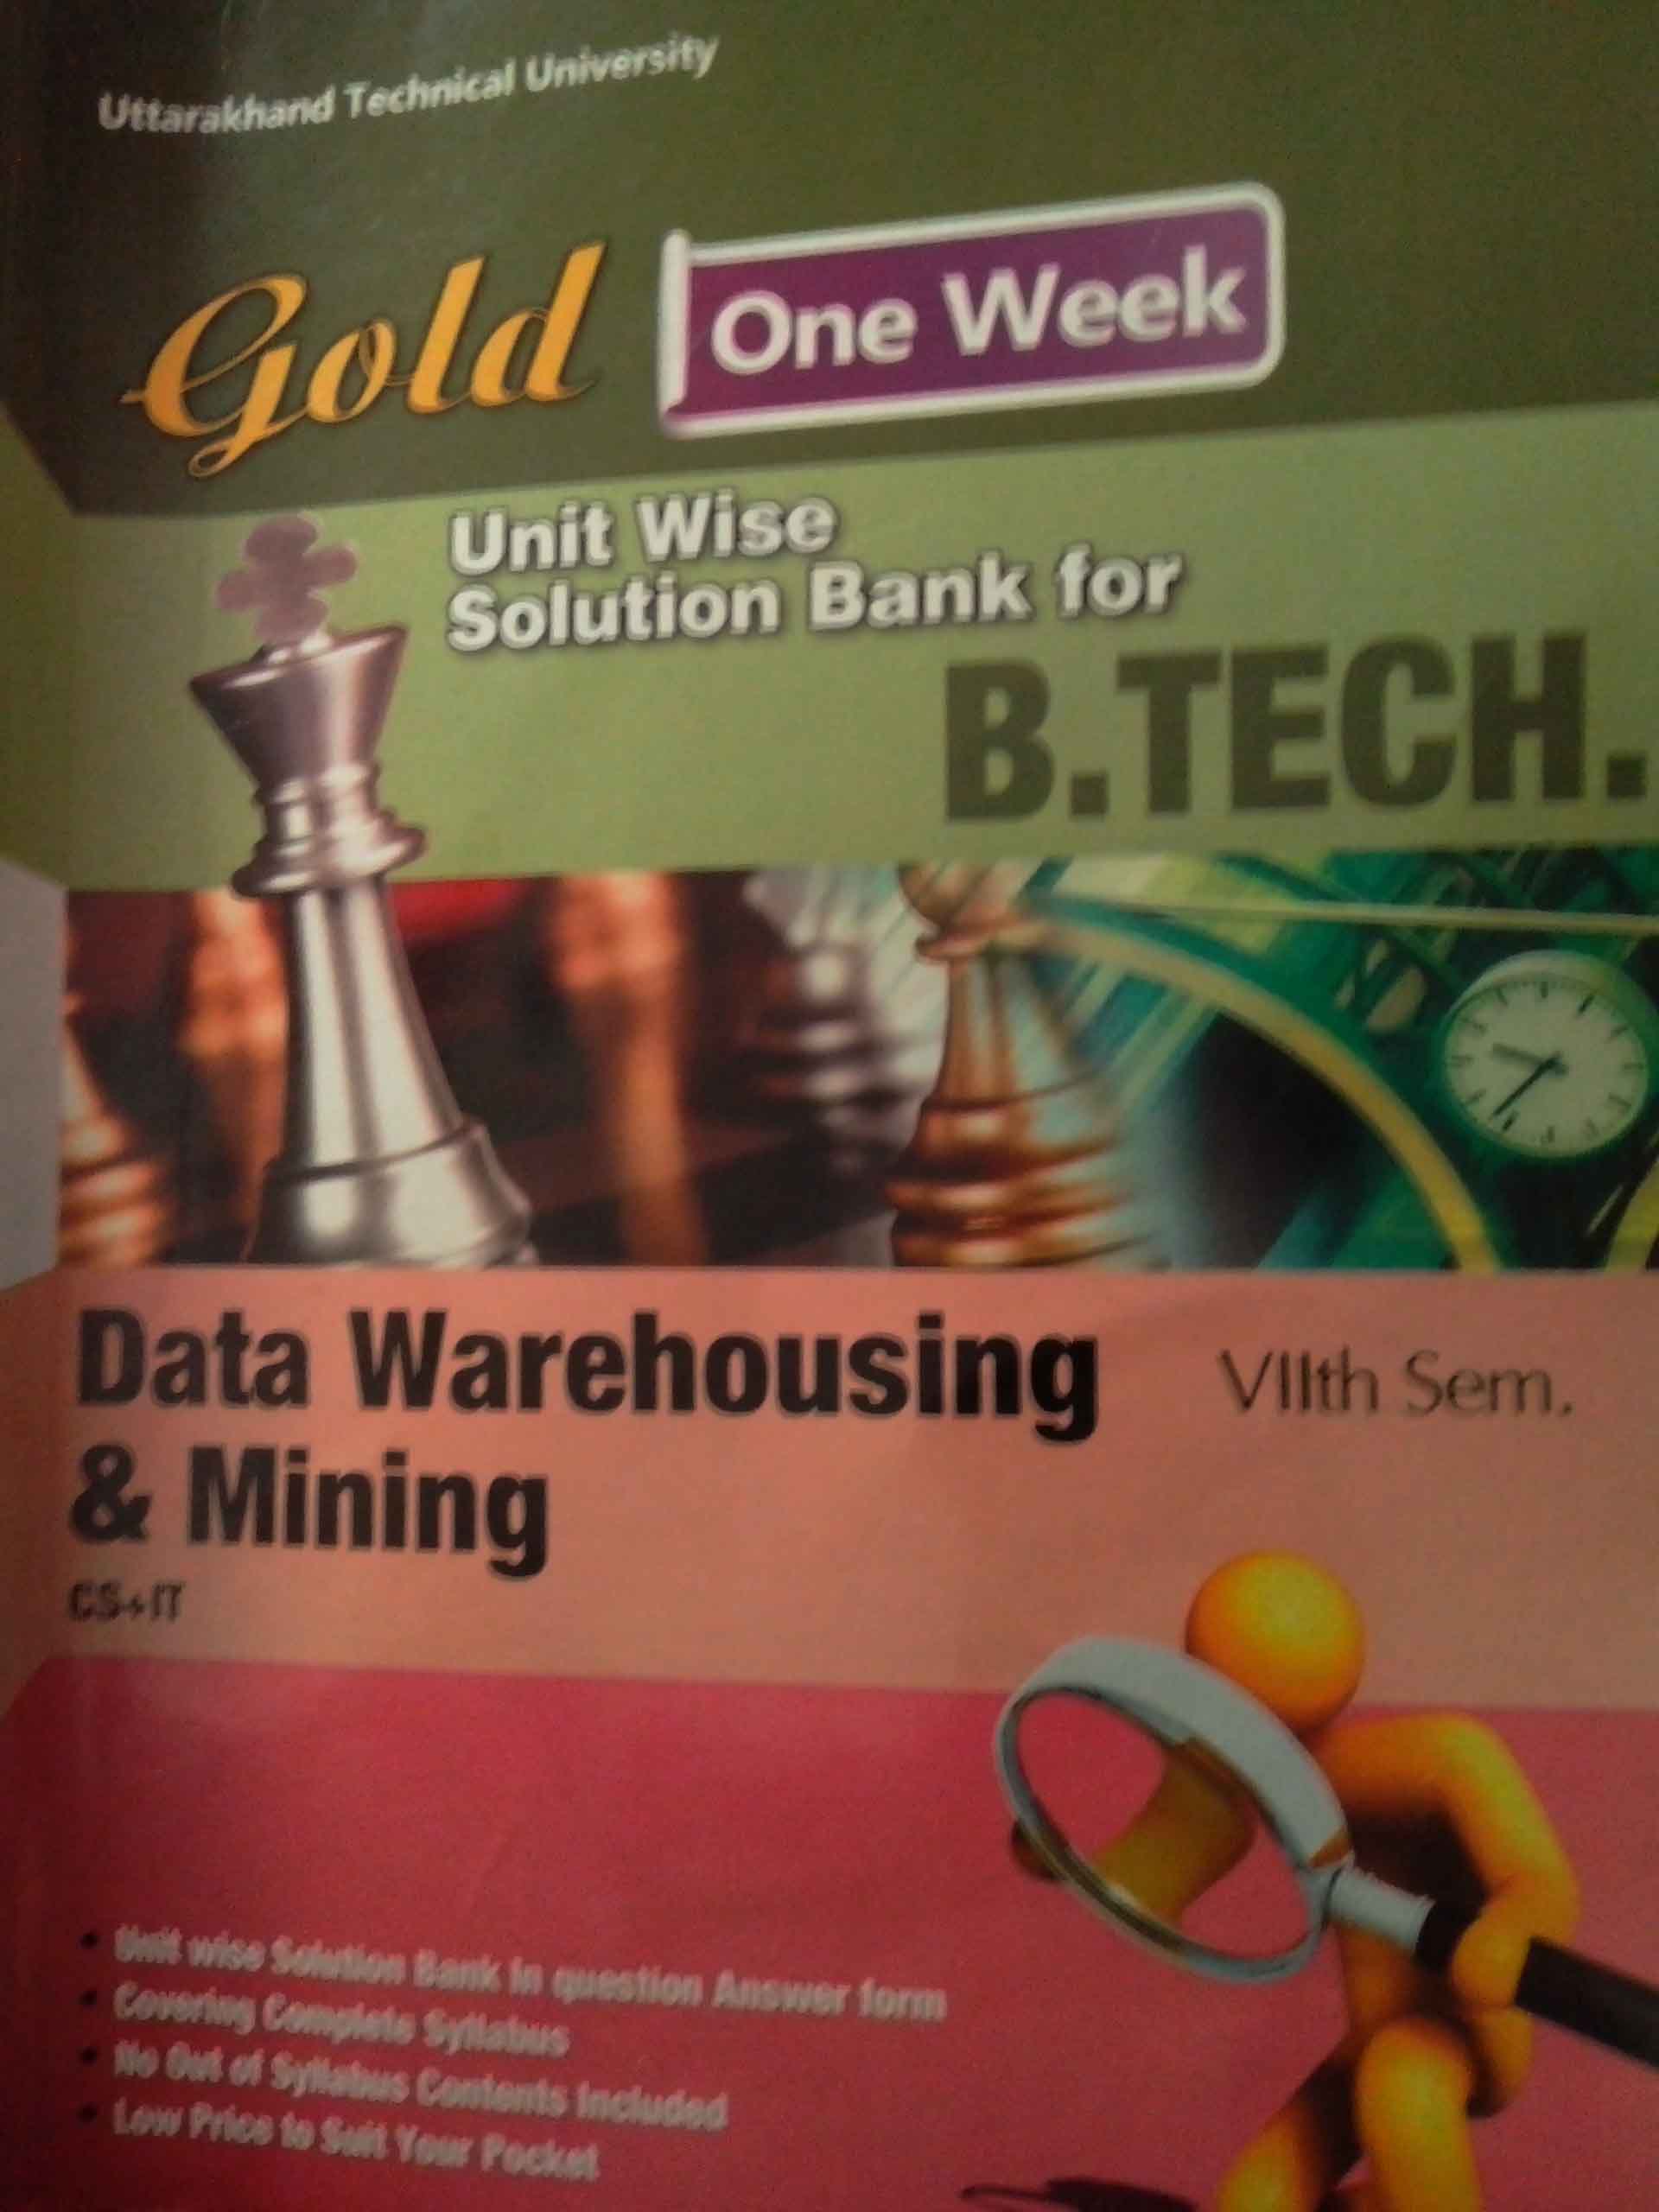 Uttarakhand Technical University
Gold One Week
Unit Wise
Solution Bank for
B.TECH.
Data Warehousing VIIth Sem.
& Mining
CS+IT
• Unit wise Solution Bank in question Answer form
• Covering Complete Syllabus
• No Out of Syllabus Contents Included
• Low Price to Suit Your Pocket